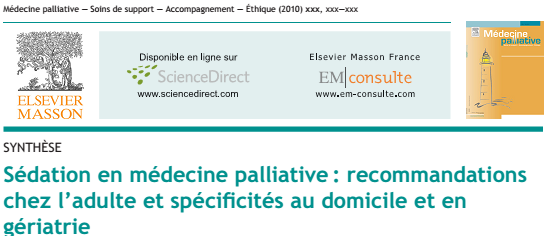 Médecine palliative — Soins de support — Accompagnement — Éthique (2010) xxx, xxx—xxx
Disponible en ligne sur
ScienceDirect
www.sciencedirect.com
Elsevier Masson France
EM|consulte
www.em-consulte.com
ELSEVIER
MASSON
Médecine
palliative
SYNTHÈSE
Sédation en médecine palliative : recommandations
chez l’adulte et spécificités au domicile et en
gériatrie